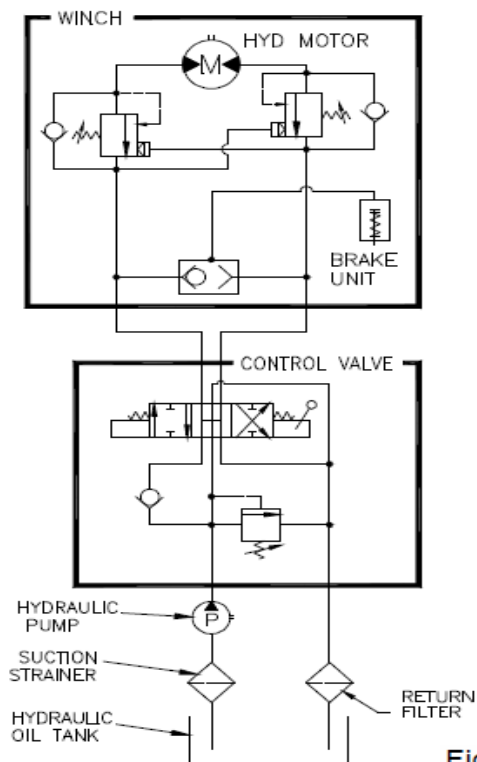 WINCH
HYD MOTOR
M
BRAKE
UNIT
CONTROL VALVE
HYDRAULIC
PUMP
P
SUCTION
STRAINER
RETURN
FILTER
HYDRAULIC
OIL TANK